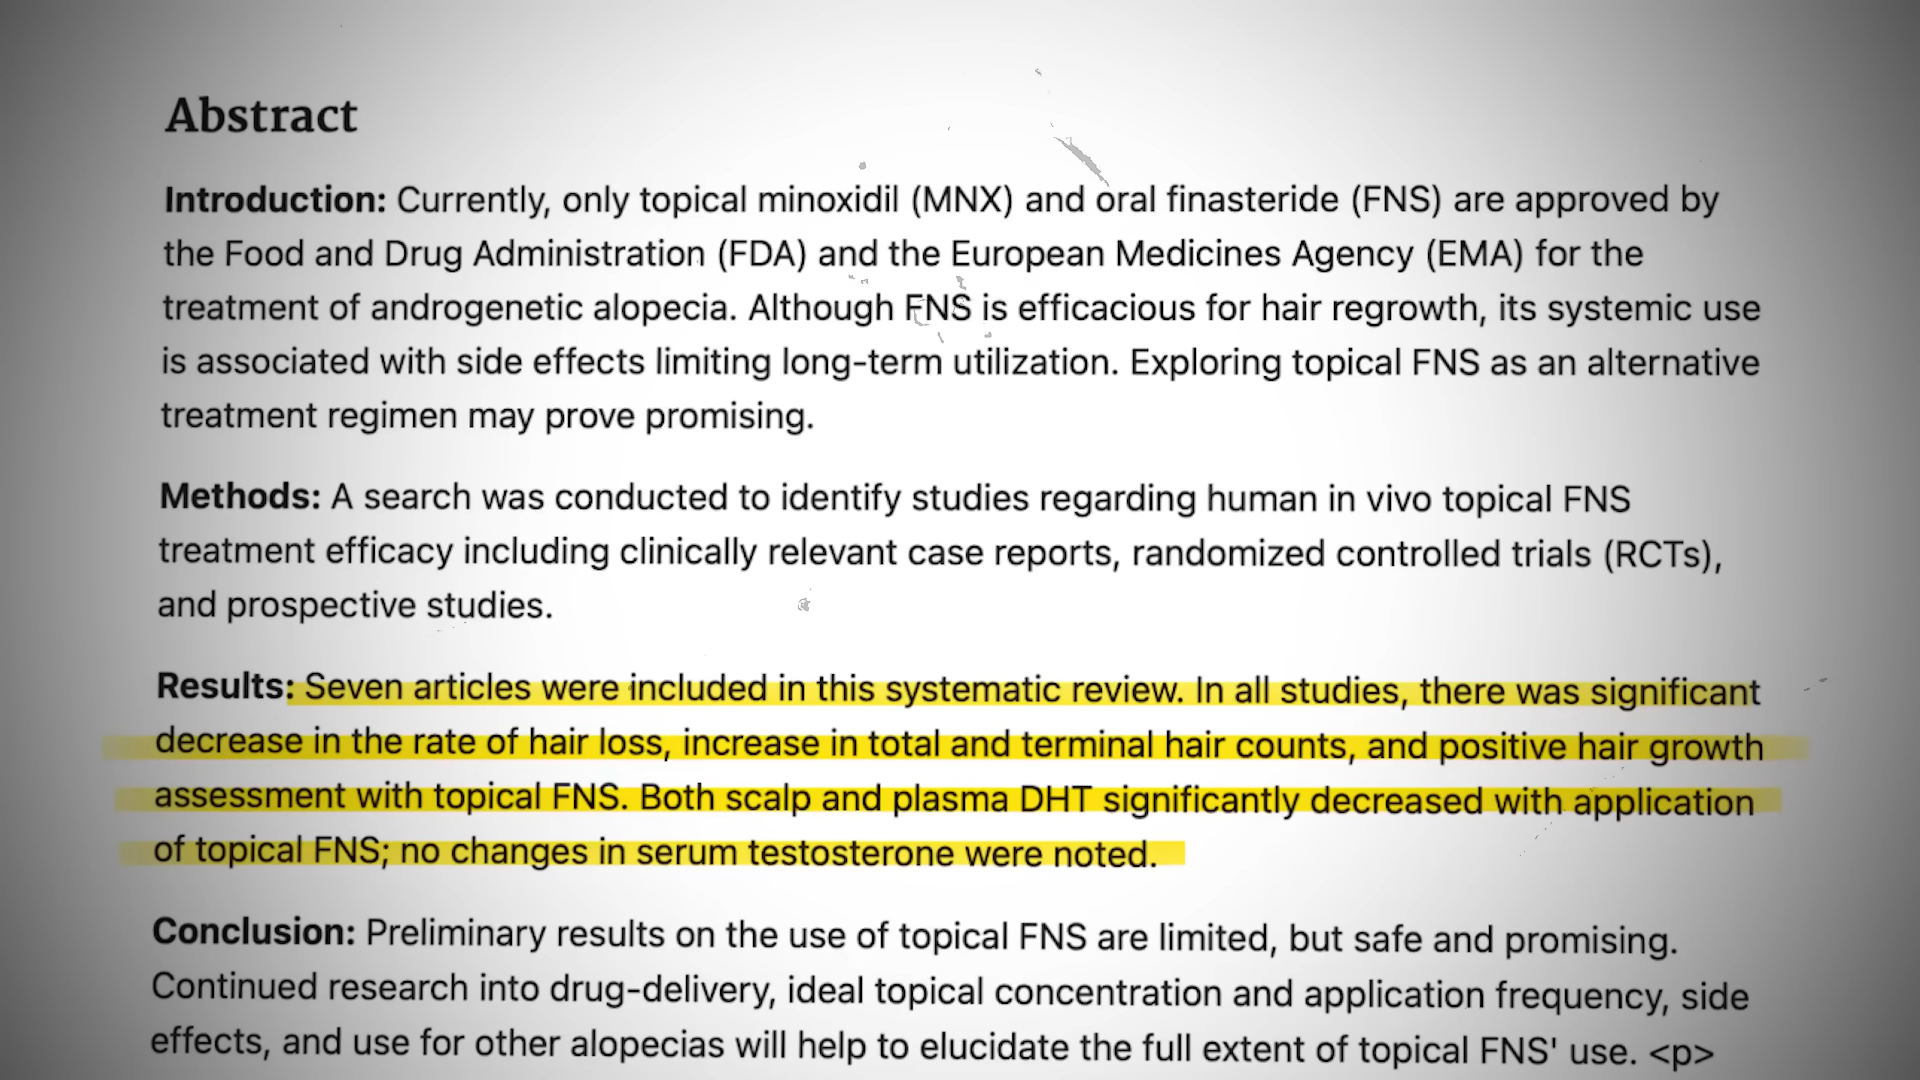 Abstract
Introduction: Currently, only topical minoxidil (MNX) and oral finasteride (FNS) are approved by
the Food and Drug Administration (FDA) and the European Medicines Agency (EMA) for the
treatment of androgenetic alopecia. Although FNS is efficacious for hair regrowth, its systemic use
is associated with side effects limiting long-term utilization. Exploring topical FNS as an alternative
treatment regimen may prove promising.
Methods: A search was conducted to identify studies regarding human in vivo topical FNS
treatment efficacy including clinically relevant case reports, randomized controlled trials (RCTs),
and prospective studies.
Results: Seven articles were included in this systematic review. In all studies, there was significant
decrease in the rate of hair loss, increase in total and terminal hair counts, and positive hair growth
assessment with topical FNS. Both scalp and plasma DHT significantly decreased with application
of topical FNS; no changes in serum testosterone were noted.
Conclusion: Preliminary results on the use of topical FNS are limited, but safe and promising.
Continued research into drug-delivery, ideal topical concentration and application frequency, side
effects, and use for other alopecias will help to elucidate the full extent of topical FNS' use. <p>